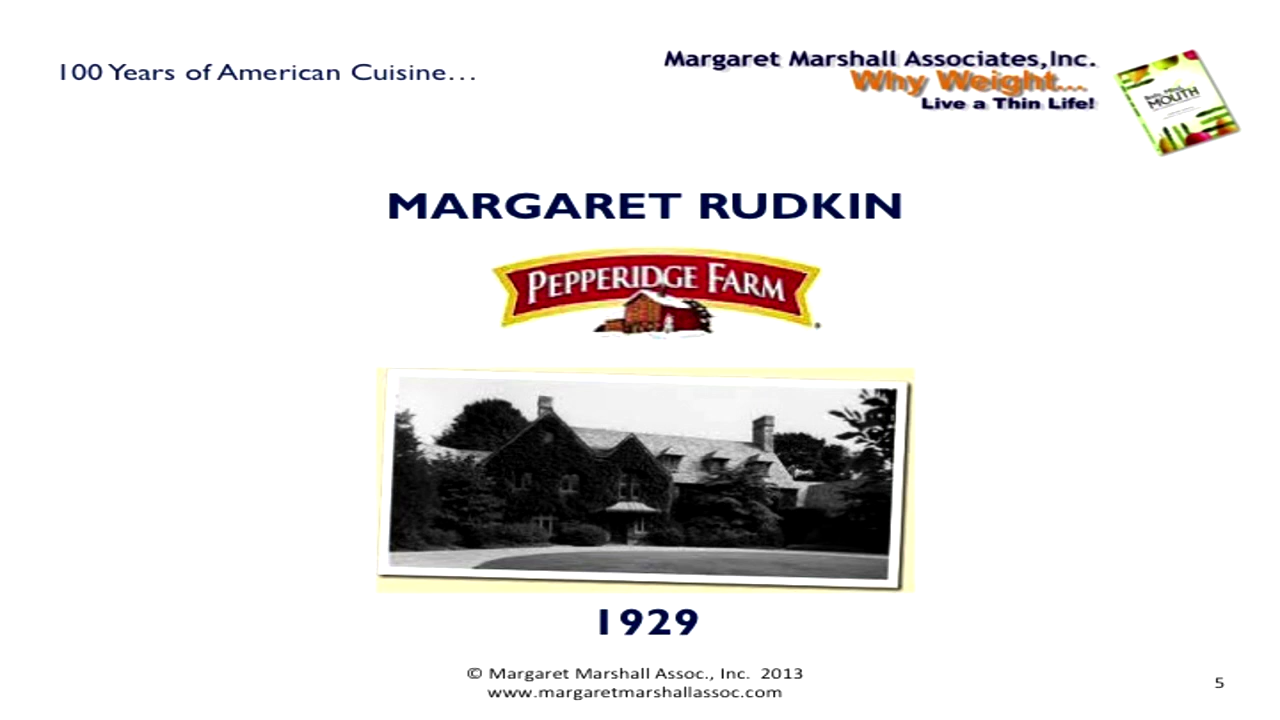 100 Years of American Cuisine…
Margaret Marshall Associates,Inc.
Why Weight....
Live a Thin Life!
MOUTH
MARGARET RUDKIN
PEPPERIDGE FARM
1929
© Margaret Marshall Assoc., Inc. 2013
www.margaretmarshallassoc.com
5